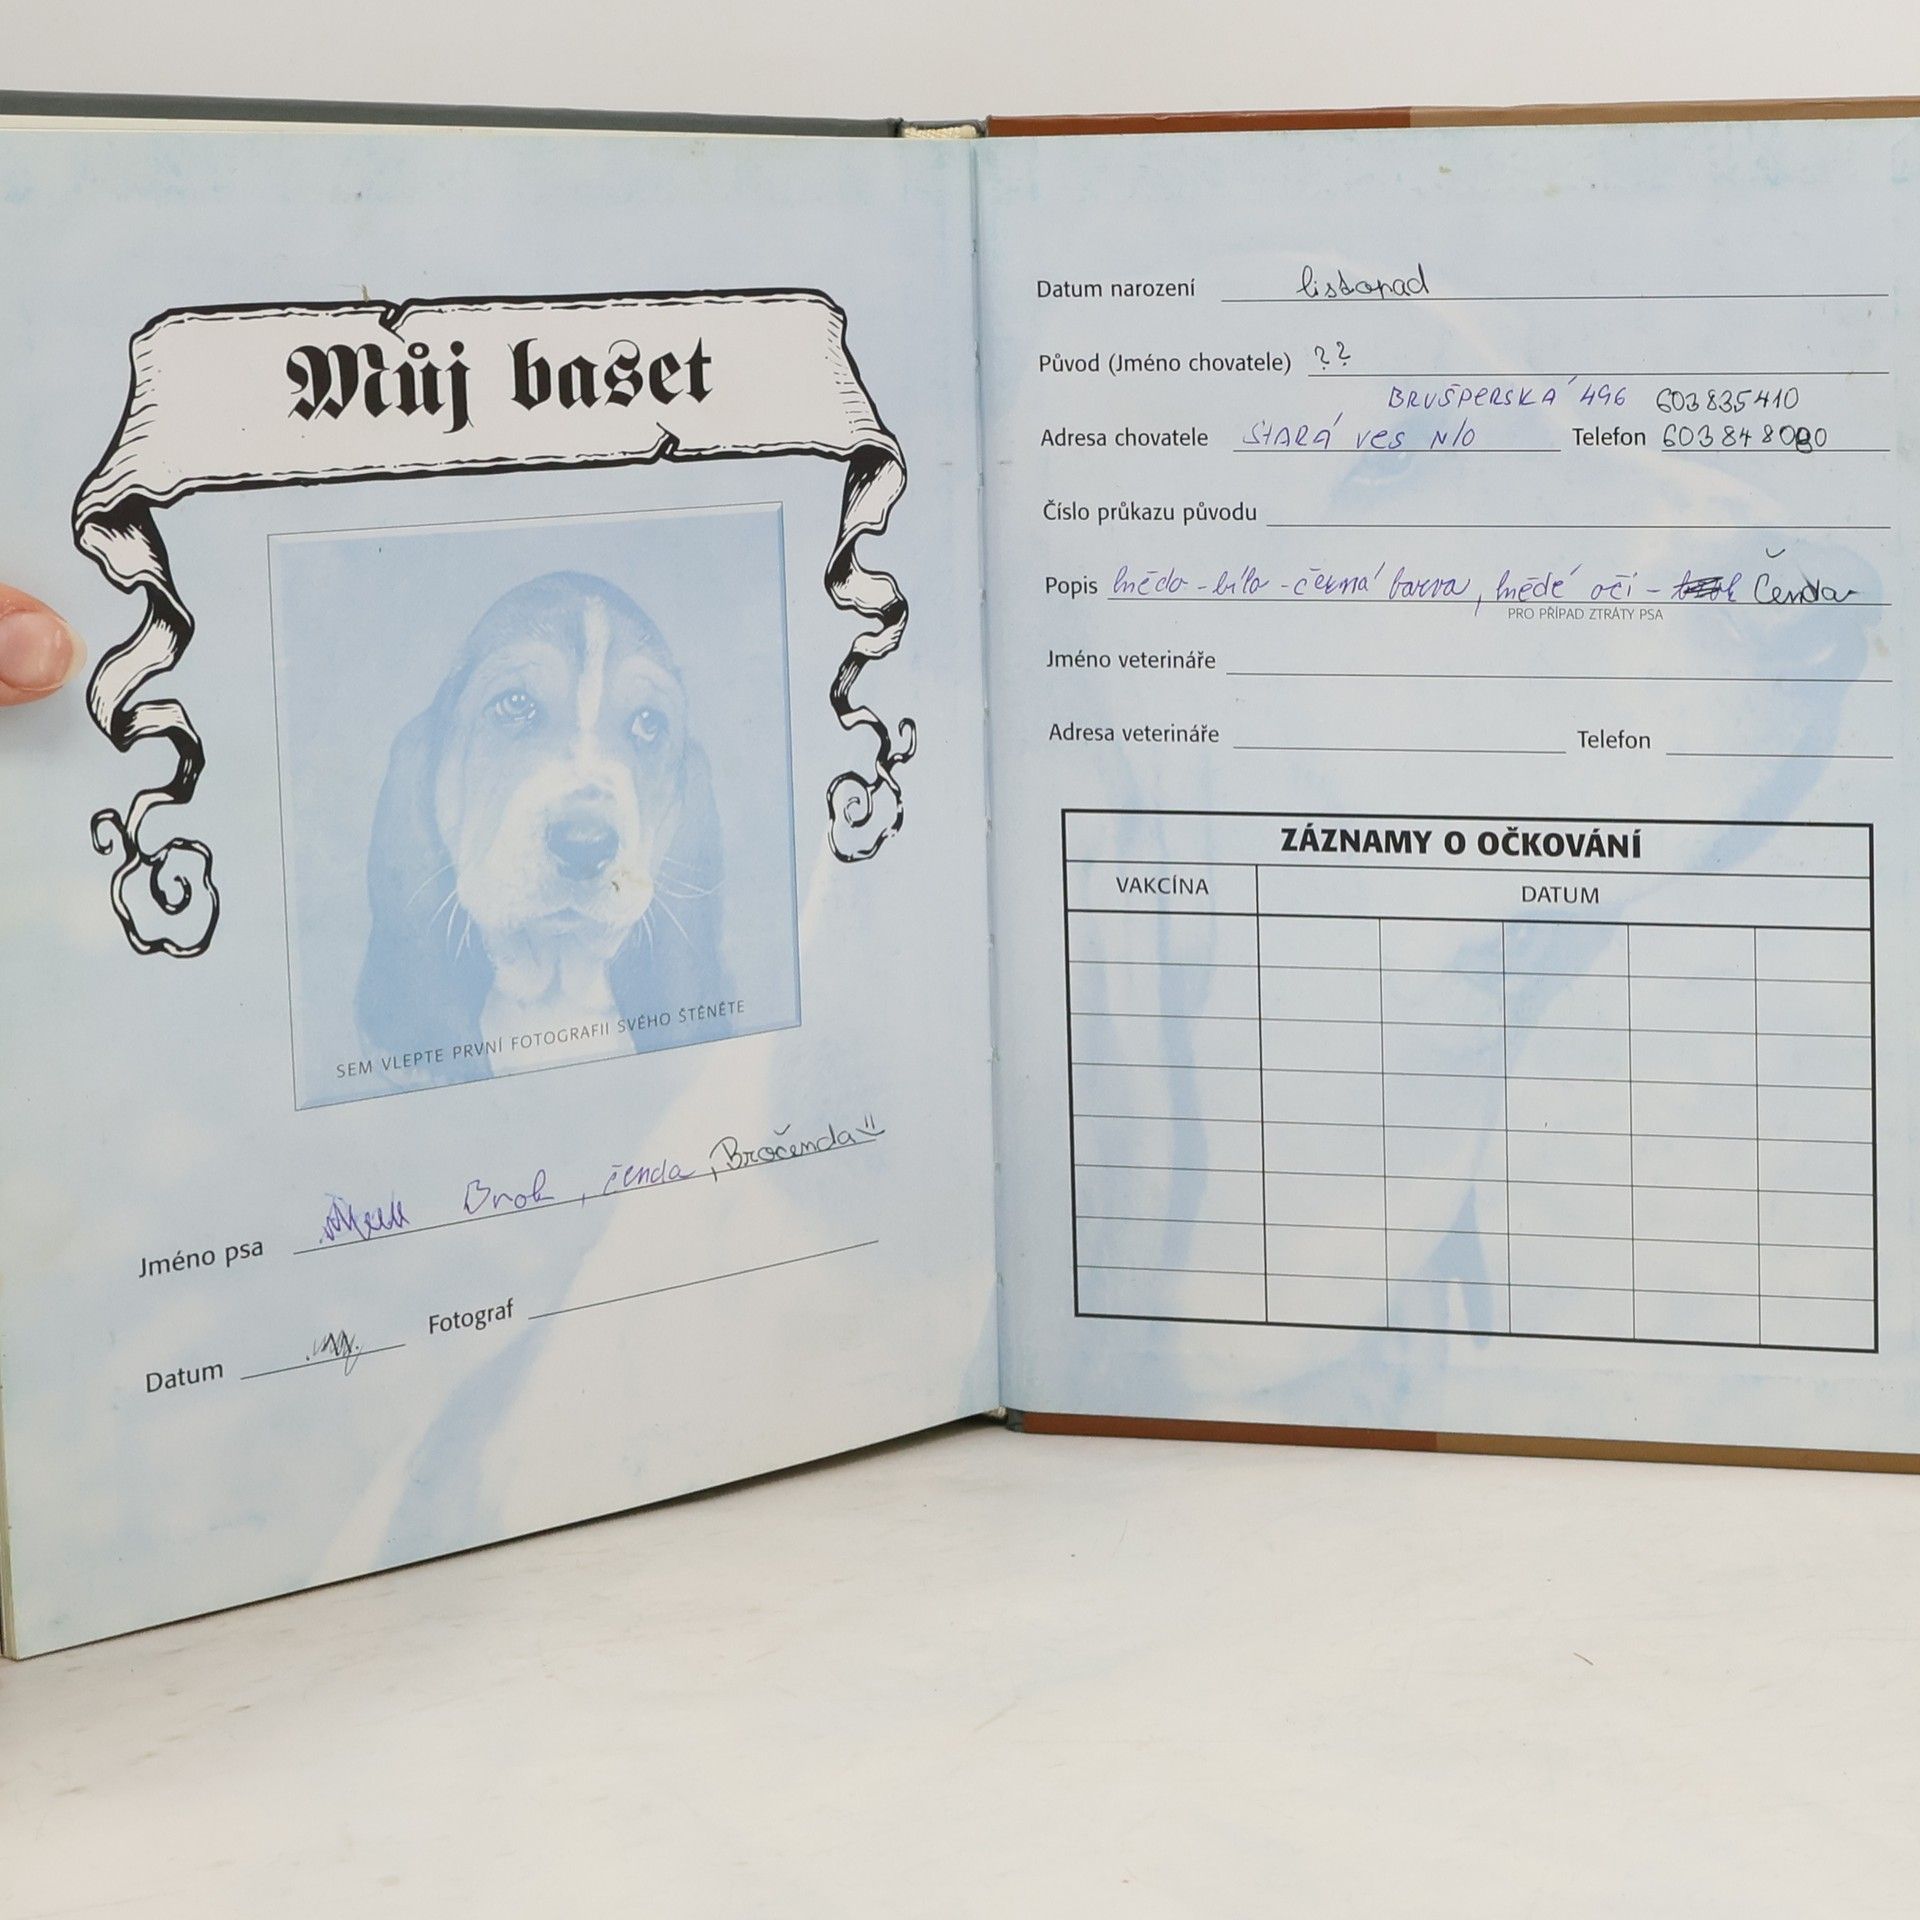 Můj baset
SEM VLEPTE PRVNÍ FOTOGRAFII SVÉHO ŠTĚNĚTE
Jméno psa Brok, čenda, Bročenda
Datum Fotograf
Datum narození listopad
Původ (Jméno chovatele) ??
BRUŠPERSKÁ 496 603835410
Adresa chovatele STARÁ ves N/O Telefon 603848080
Číslo průkazu původu
Popis hnědo-bílo-černá barva, hnědé oči - Čenda
PRO PŘÍPAD ZTRÁTY PSA
Jméno veterináře
Adresa veterináře Telefon
ZÁZNAMY O OČKOVÁNÍ
VAKCÍNA DATUM